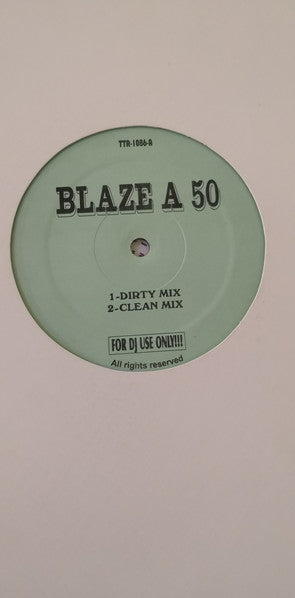 TTR-1086-A
BLAZE A 50
1-DIRTY MIX
2-CLEAN MIX
FOR DJ USE ONLY!!!
All rights reserved